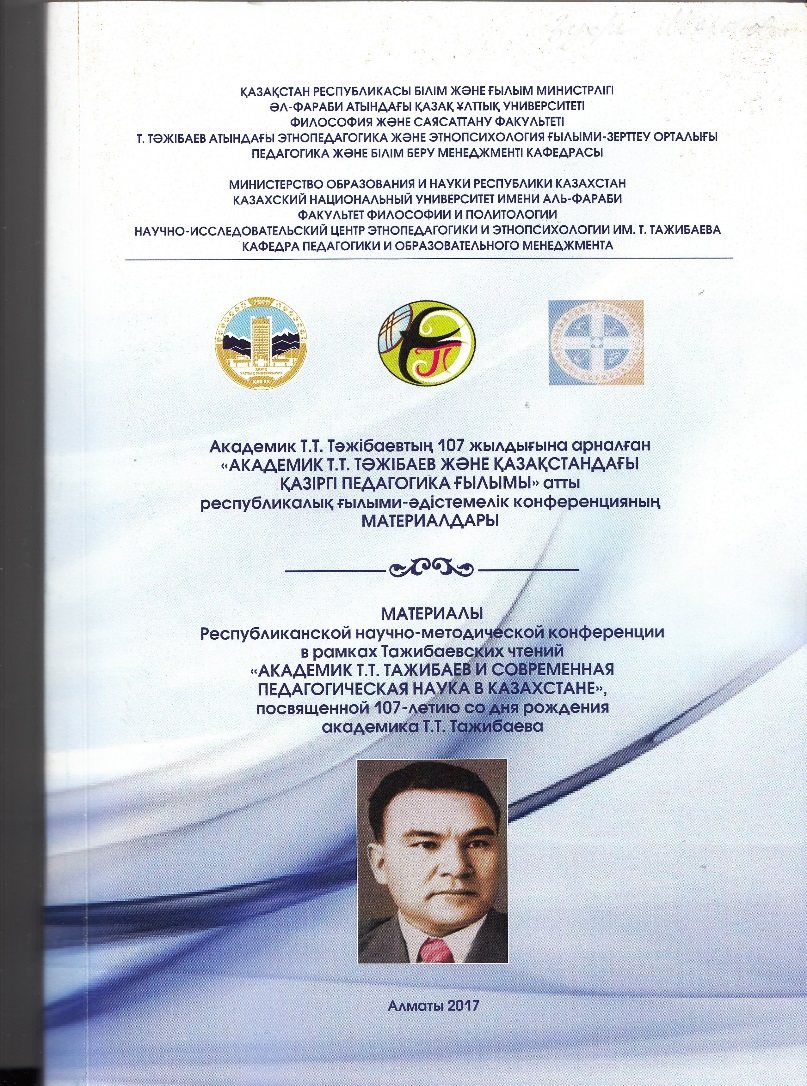 ҚАЗАҚСТАН РЕСПУБЛИКАСЫ БІЛІМ ЖӘНЕ ҒЫЛЫМ МИНИСТРЛІГІ
ӘЛ-ФАРАБИ АТЫНДАҒЫ ҚАЗАҚ ҰЛТТЫҚ УНИВЕРСИТЕТІ
ФИЛОСОФИЯ ЖӘНЕ САЯСАТТАНУ ФАКУЛЬТЕТІ
Т. ТӘЖІБАЕВ АТЫНДАҒЫ ЭТНОПЕДАГОГИКА ЖӘНЕ ЭТНОПСИХОЛОГИЯ ҒЫЛЫМИ-ЗЕРТТЕУ ОРТАЛЫҒЫ
ПЕДАГОГИКА ЖӘНЕ БІЛІМ БЕРУ МЕНЕДЖМЕНТІ КАФЕДРАСЫ
МИНИСТЕРСТВО ОБРАЗОВАНИЯ И НАУКИ РЕСПУБЛИКИ КАЗАХСТАН
КАЗАХСКИЙ НАЦИОНАЛЬНЫЙ УНИВЕРСИТЕТ ИМЕНИ АЛЬ-ФАРАБИ
ФАКУЛЬТЕТ ФИЛОСОФИИ И ПОЛИТОЛОГИИ
НАУЧНО-ИССЛЕДОВАТЕЛЬСКИЙ ЦЕНТР ЭТНОПЕДАГОГИКИ И ЭТНОПСИХОЛОГИИ ИМ. Т. ТАЖИБАЕВА
КАФЕДРА ПЕДАГОГИКИ И ОБРАЗОВАТЕЛЬНОГО МЕНЕДЖМЕНТА
Академик Т.Т. Тәжібаевтың 107 жылдығына арналған
«АКАДЕМИК Т.Т. ТӘЖІБАЕВ ЖӘНЕ ҚАЗАҚСТАНДАҒЫ
ҚАЗІРГІ ПЕДАГОГИКА ҒЫЛЫМЫ» атты
республикалық ғылыми-әдістемелік конференцияның
МАТЕРИАЛДАРЫ
МАТЕРИАЛЫ
Республиканской научно-методической конференции
в рамках Тажибаевских чтений
«АКАДЕМИК Т.Т. ТАЖИБАЕВ И СОВРЕМЕННАЯ
ПЕДАГОГИЧЕСКАЯ НАУКА В КАЗАХСТАНЕ»,
посвященной 107-летию со дня рождения
академика Т.Т. Тажибаева
Алматы 2017